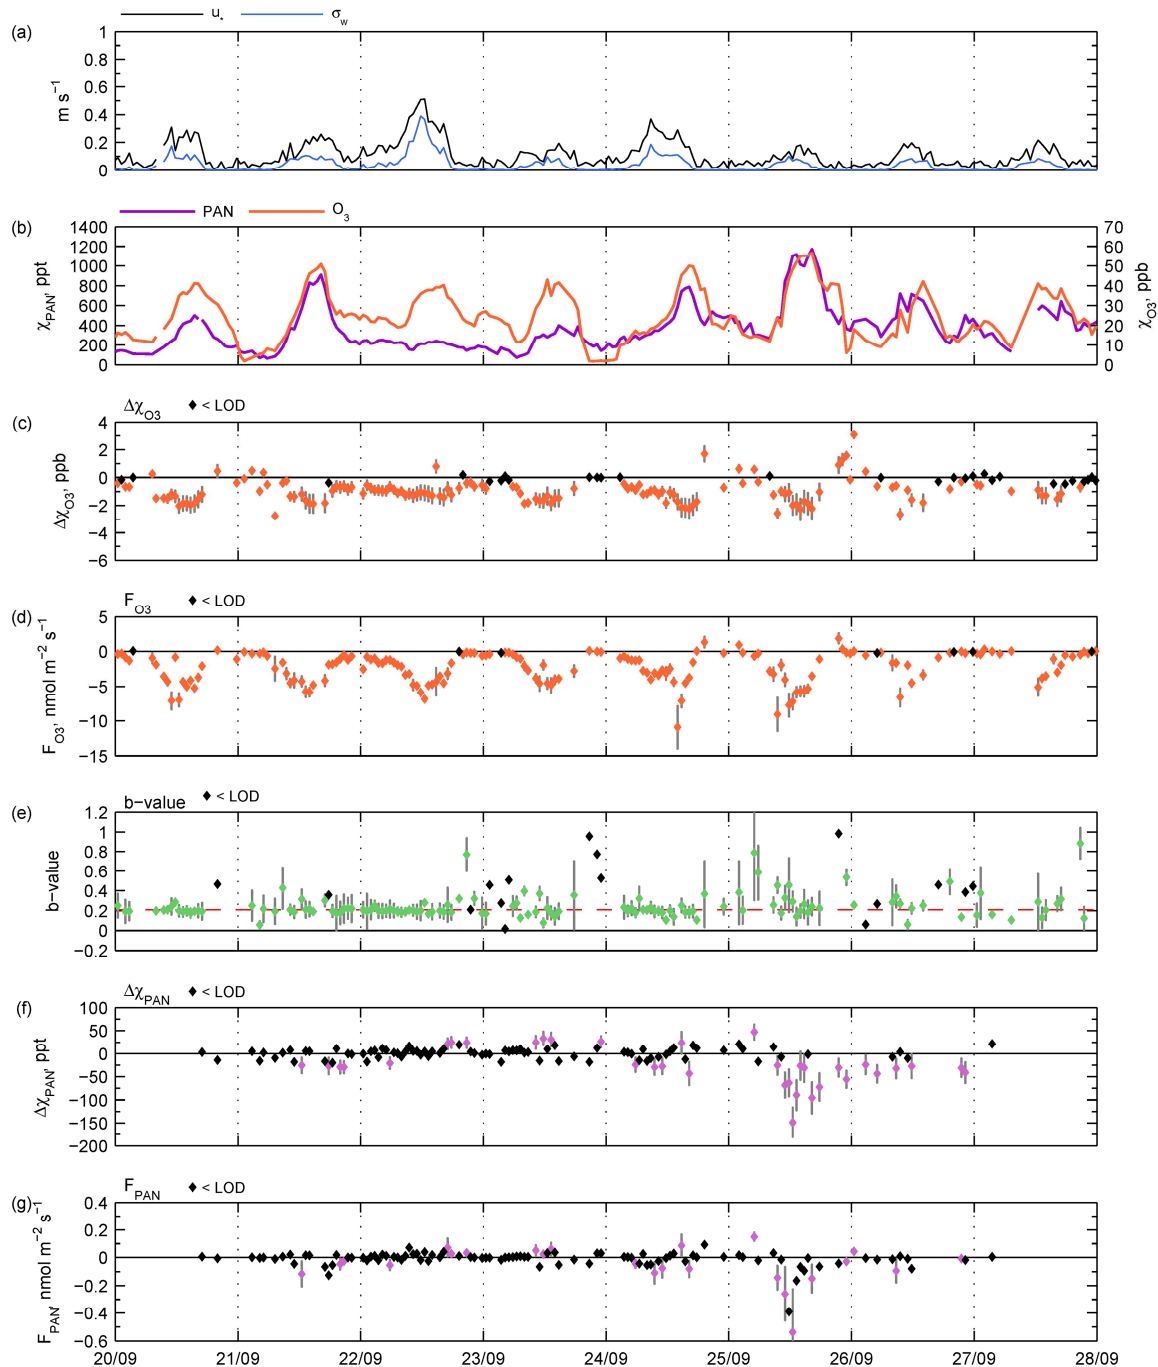 u* σw
(a)
1
0.8
0.6
0.4
0.2
0
m s−1
PAN O3
(b)
1400
1200
1000
800
600
400
200
0
χPAN, ppt
70
60
50
40
30
20
10
0
χO3, ppb
ΔχO3 ◆ < LOD
(c)
4
2
0
−2
−4
−6
ΔχO3, ppb
FO3 ◆ < LOD
(d)
5
0
−5
−10
−15
FO3, nmol m−2 s−1
b−value ◆ < LOD
(e)
1.2
1
0.8
0.6
0.4
0.2
0
−0.2
b−value
ΔχPAN ◆ < LOD
(f)
100
50
0
−50
−100
−150
−200
ΔχPAN, ppt
FPAN ◆ < LOD
(g)
0.4
0.2
0
−0.2
−0.4
−0.6
FPAN, nmol m−2 s−1
20/09 21/09 22/09 23/09 24/09 25/09 26/09 27/09 28/09